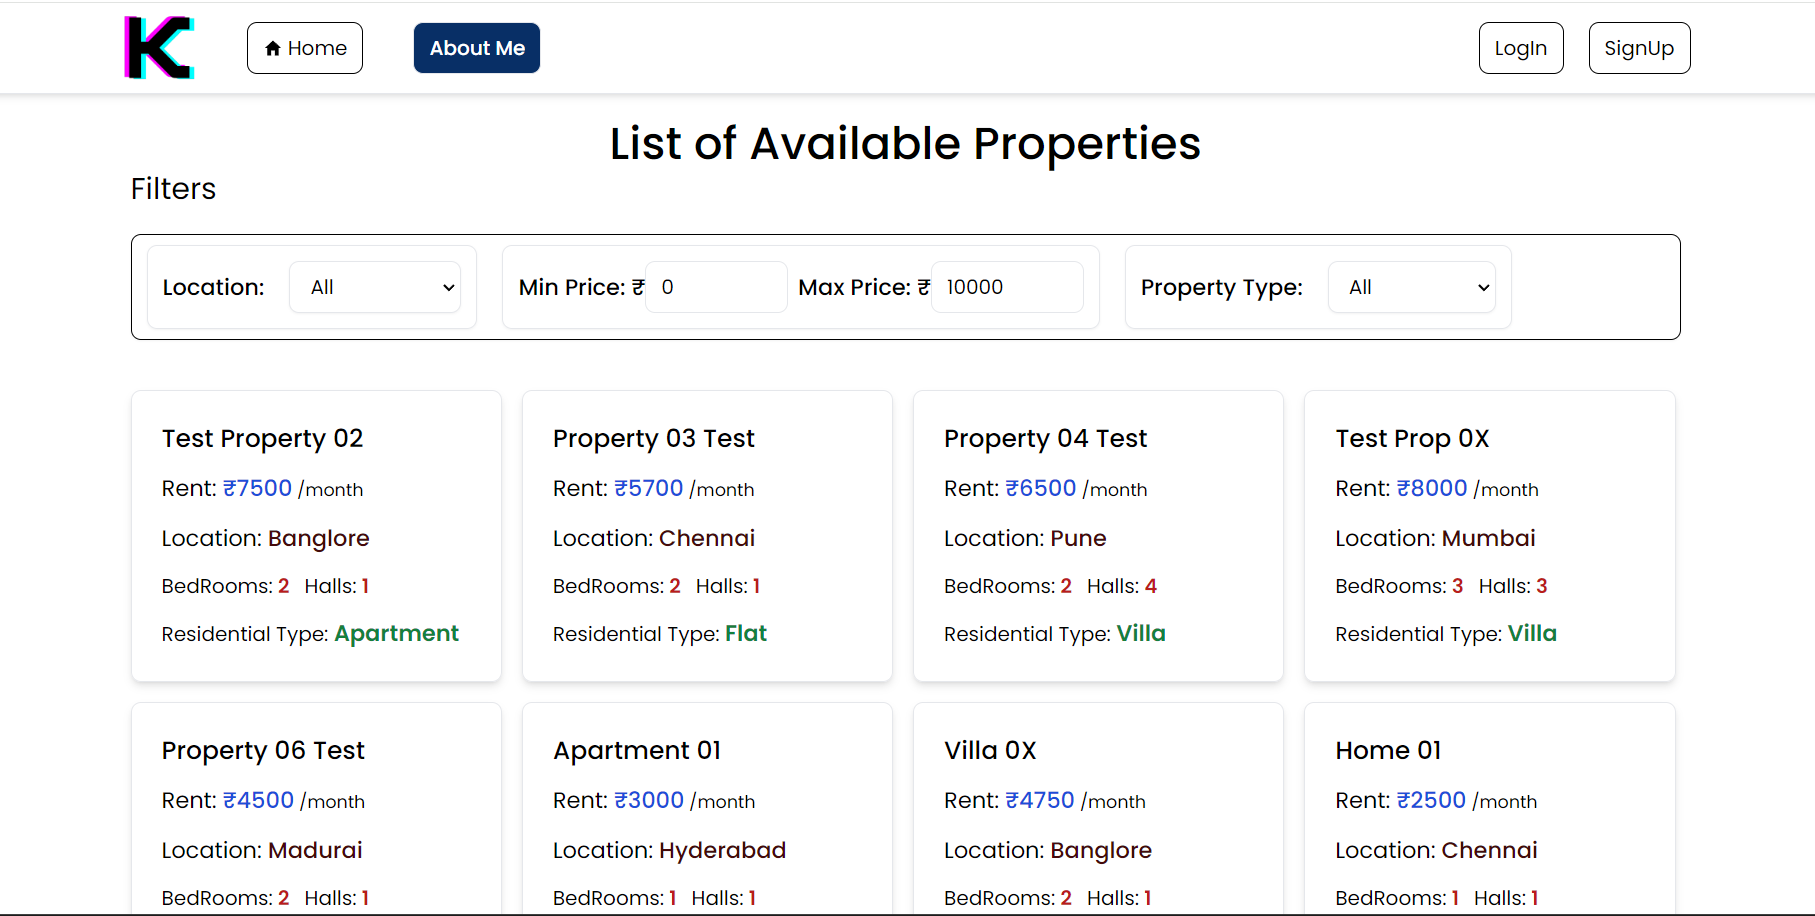 K Home About Me LogIn SignUp
List of Available Properties
Filters
Location: All Min Price: ₹ 0 Max Price: ₹ 10000 Property Type: All
Test Property 02 Property 03 Test Property 04 Test Test Prop 0X
Rent: ₹7500 /month Rent: ₹5700 /month Rent: ₹6500 /month Rent: ₹8000 /month
Location: Banglore Location: Chennai Location: Pune Location: Mumbai
BedRooms: 2 Halls: 1 BedRooms: 2 Halls: 1 BedRooms: 2 Halls: 4 BedRooms: 3 Halls: 3
Residential Type: Apartment Residential Type: Flat Residential Type: Villa Residential Type: Villa
Property 06 Test Apartment 01 Villa 0X Home 01
Rent: ₹4500 /month Rent: ₹3000 /month Rent: ₹4750 /month Rent: ₹2500 /month
Location: Madurai Location: Hyderabad Location: Banglore Location: Chennai
BedRooms: 2 Halls: 1 BedRooms: 1 Halls: 1 BedRooms: 2 Halls: 1 BedRooms: 1 Halls: 1